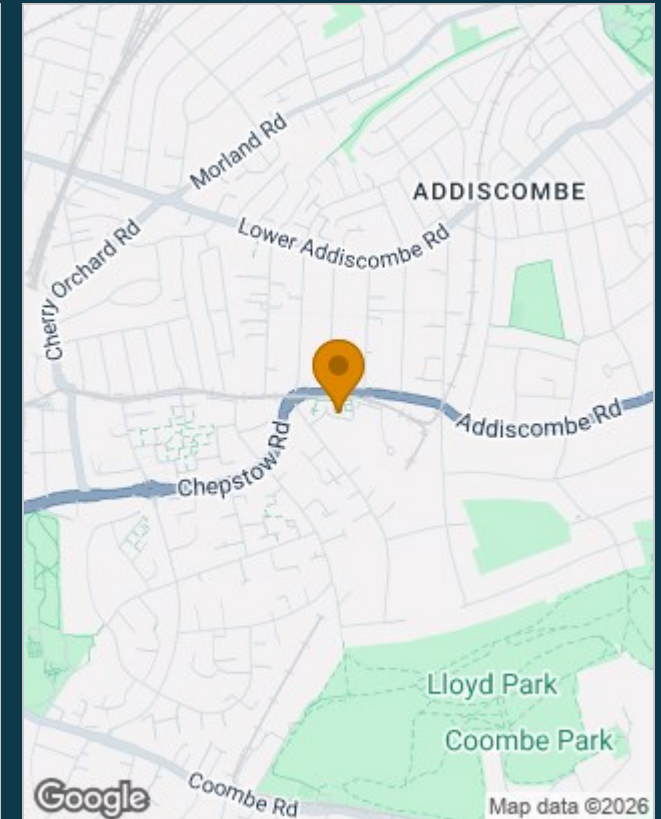 Morland Rd
ADDISCOMBE
Lower Addiscombe Rd
Cherry Orchard Rd
Addiscombe Rd
Chepstow Rd
Lloyd Park
Coombe Park
Coombe Rd
Google
Map data ©2026